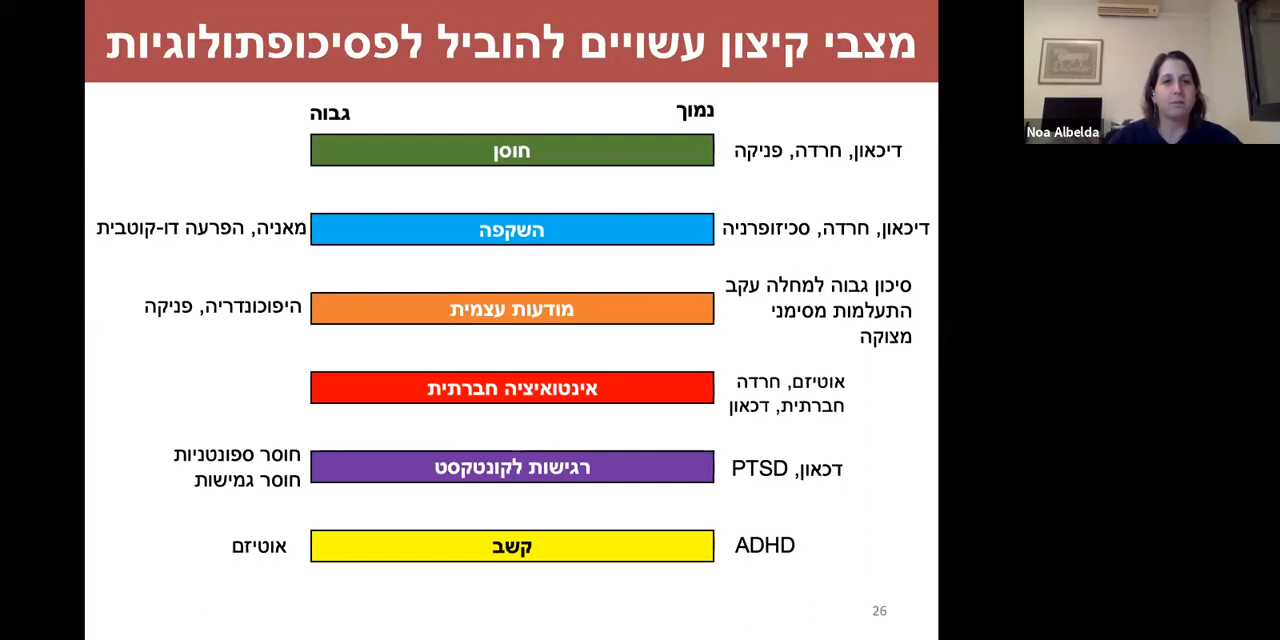 מצבי קיצון עשויים להוביל לפסיכופתולוגיות
נמוך
גבוה
דיכאון, חרדה, פניקה
חוסן
דיכאון, חרדה, סכיזופרניה
השקפה
מאניה, הפרעה דו-קוטבית
סיכון גבוה למחלה עקב
התעלמות מסימני
מצוקה
מודעות עצמית
היפוכונדריה, פניקה
אוטיזם, חרדה
חברתית, דכאון
אינטואיציה חברתית
דכאון, PTSD
רגישות לקונטקסט
חוסר ספונטניות
חוסר גמישות
ADHD
קשב
אוטיזם
26
Noa Albelda